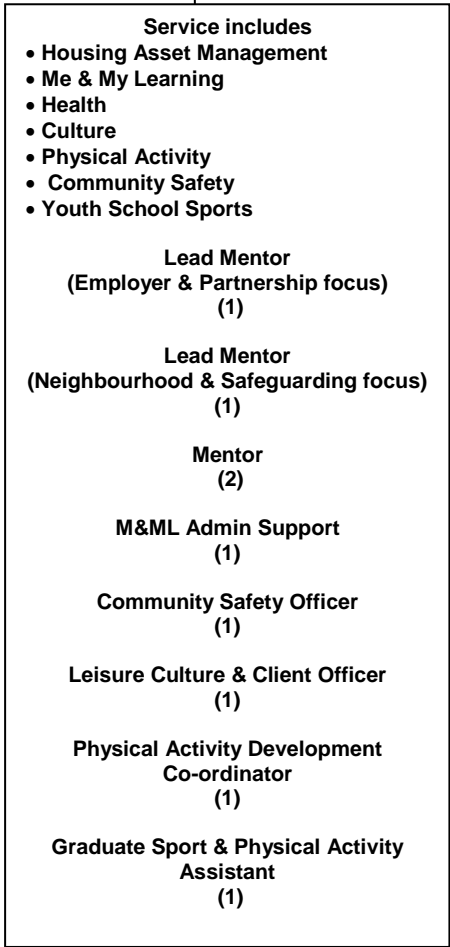 Service includes
• Housing Asset Management
• Me & My Learning
• Health
• Culture
• Physical Activity
• Community Safety
• Youth School Sports
Lead Mentor
(Employer & Partnership focus)
(1)
Lead Mentor
(Neighbourhood & Safeguarding focus)
(1)
Mentor
(2)
M&ML Admin Support
(1)
Community Safety Officer
(1)
Leisure Culture & Client Officer
(1)
Physical Activity Development
Co-ordinator
(1)
Graduate Sport & Physical Activity
Assistant
(1)